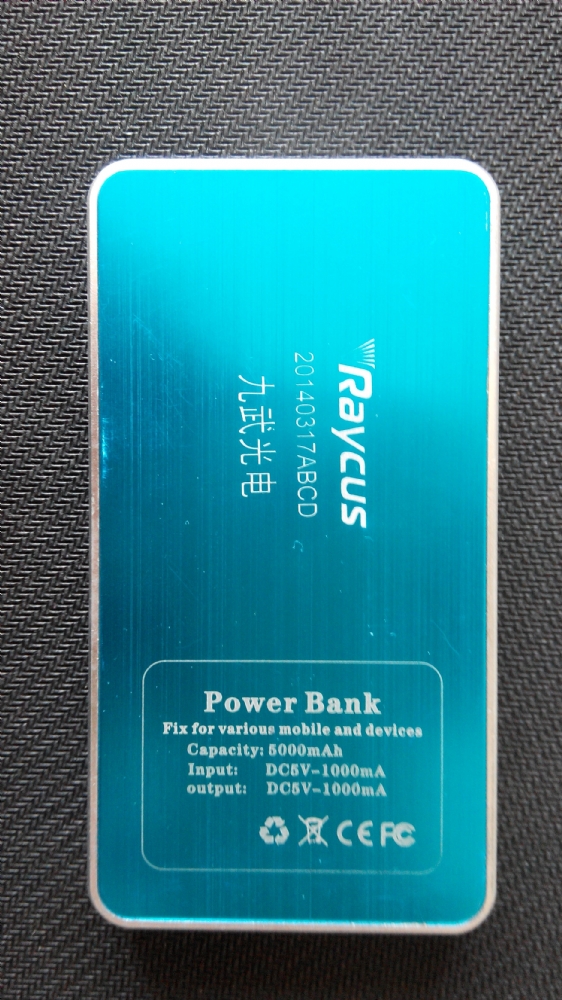 Raycus
20140317ABCD
九武光电
Power Bank
Fix for various mobile and devices
Capacity: 5000mAh
Input: DC5V-1000mA
output: DC5V-1000mA
CE FC